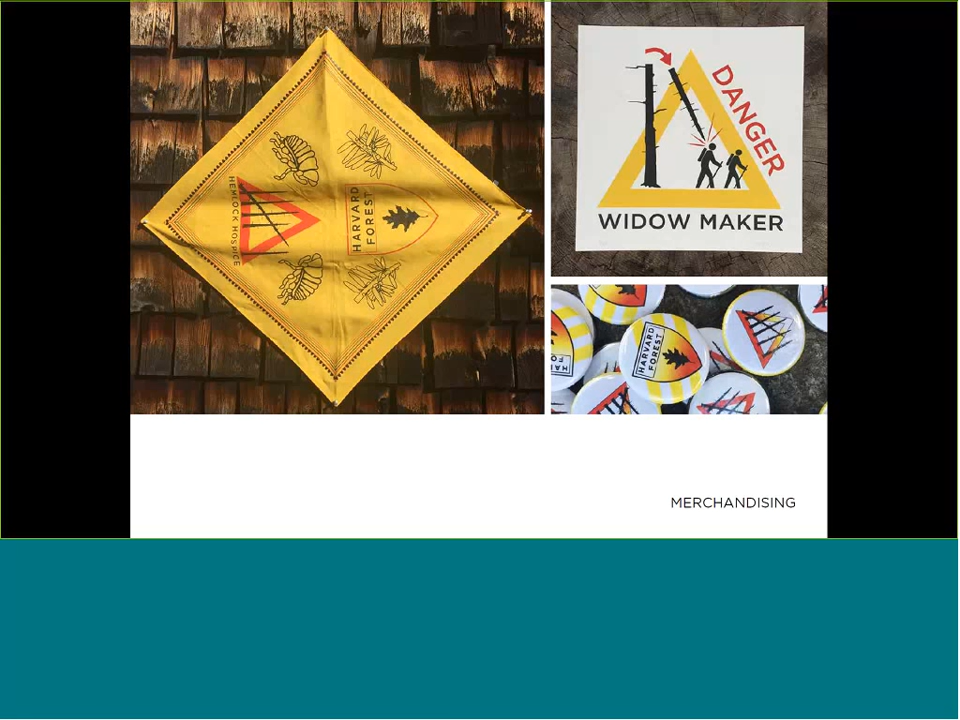 HEMLOCK HOSPICE
HARVARD
FOREST
DANGER
WIDOW MAKER
HARVARD
FOREST
MERCHANDISING